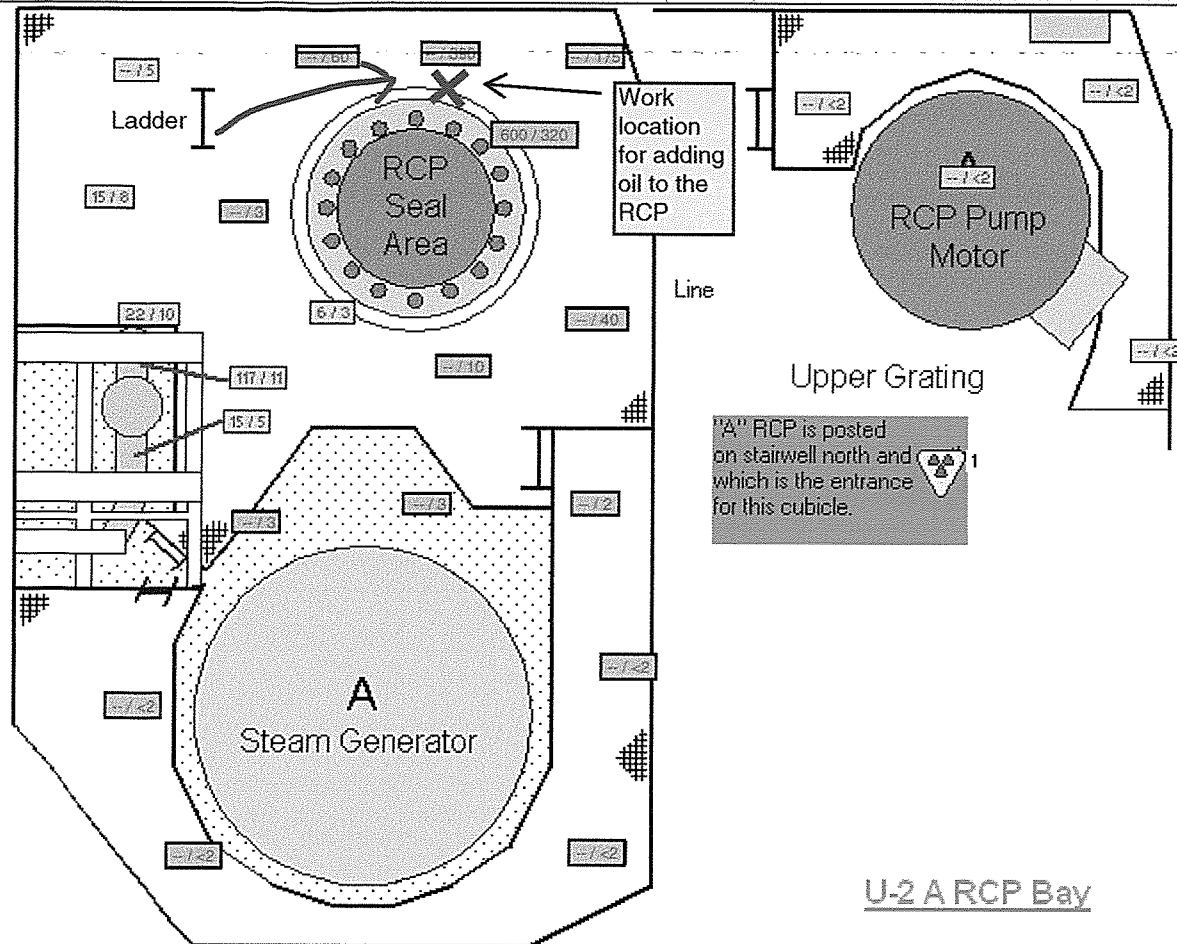 -- / 60
-- / 5
Ladder
600 / 320
Work
location
for adding
oil to the
RCP
RCP
Seal
Area
15 / 8
-- / 3
22 / 10
6 / 3
-- / 40
-- / 10
Line
117 / 11
15 / 5
-- / 3
-- / 3
-- / 2
A
Steam Generator
-- / <2
-- / <2
-- / <2
-- / <2
-- / <2
-- / <2
A
-- / <2
RCP Pump
Motor
-- / <2
Upper Grating
"A" RCP is posted
on stairwell north and
which is the entrance
for this cubicle.
1
U-2 A RCP Bay